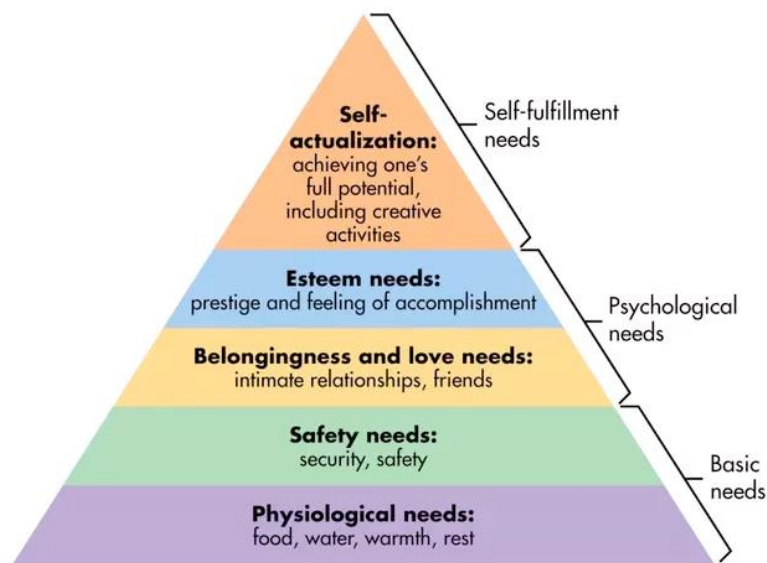 Self-
actualization:
achieving one's
full potential,
including creative
activities
Self-fulfillment
needs
Esteem needs:
prestige and feeling of accomplishment
Psychological
needs
Belongingness and love needs:
intimate relationships, friends
Safety needs:
security, safety
Basic
needs
Physiological needs:
food, water, warmth, rest